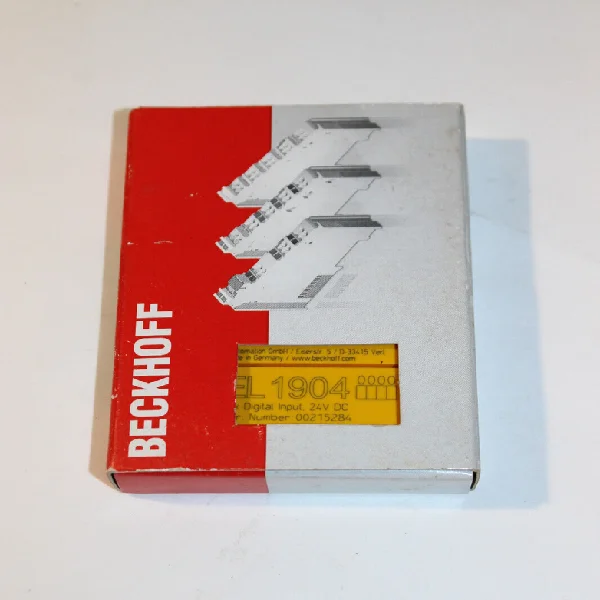 BECKHOFF
omation GmbH / Eiserstr. 5 / D-33415 Verl
in Germany / www.beckhoff.com
EL 1904
Digital Input, 24V DC
Number 00215284